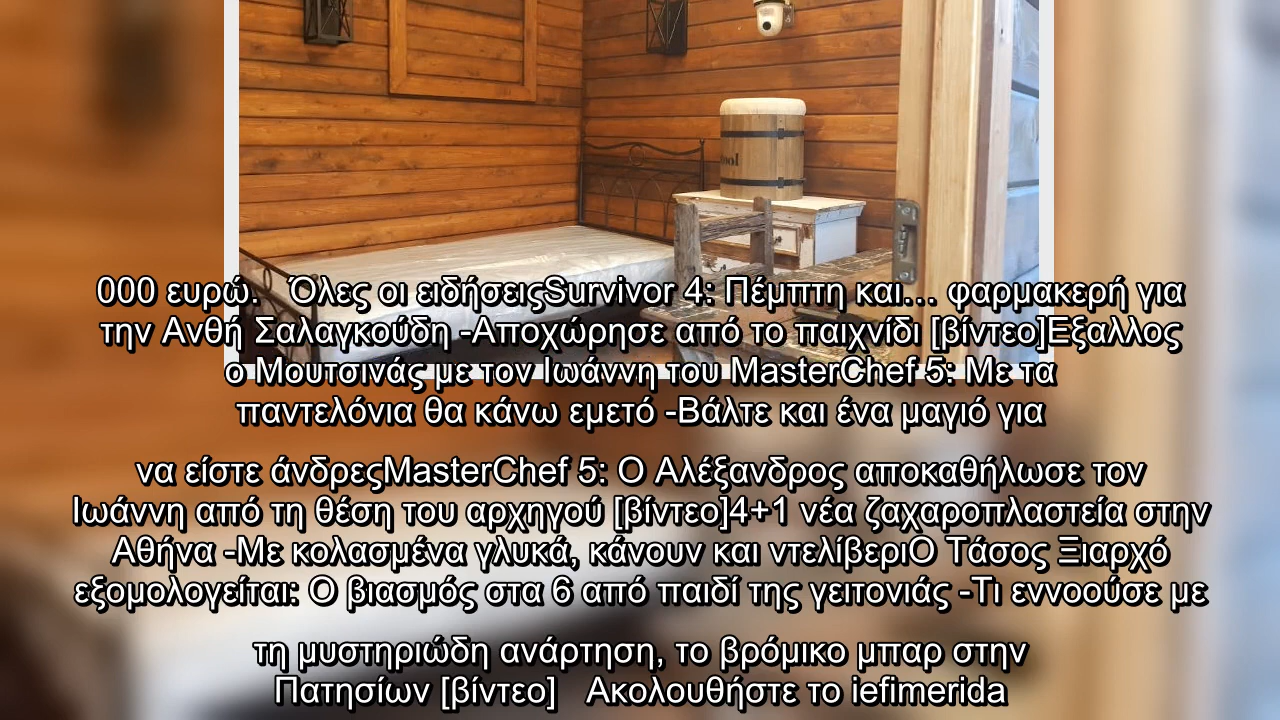 ool
000 ευρώ.   Όλες οι ειδήσειςSurvivor 4: Πέμπτη και... φαρμακερή για
την Ανθή Σαλαγκούδη -Αποχώρησε από το παιχνίδι [βίντεο]Εξαλλος
ο Μουτσινάς με τον Ιωάννη του MasterChef 5: Με τα
παντελόνια θα κάνω εμετό -Βάλτε και ένα μαγιό για
να είστε άνδρεςMasterChef 5: Ο Αλέξανδρος αποκαθήλωσε τον
Ιωάννη από τη θέση του αρχηγού [βίντεο]4+1 νέα ζαχαροπλαστεία στην
Αθήνα -Με κολασμένα γλυκά, κάνουν και ντελίβεριΟ Τάσος Ξιαρχό
εξομολογείται: Ο βιασμός στα 6 από παιδί της γειτονιάς -Τι εννοούσε με
τη μυστηριώδη ανάρτηση, το βρόμικο μπαρ στην
Πατησίων [βίντεο]   Ακολουθήστε το iefimerida